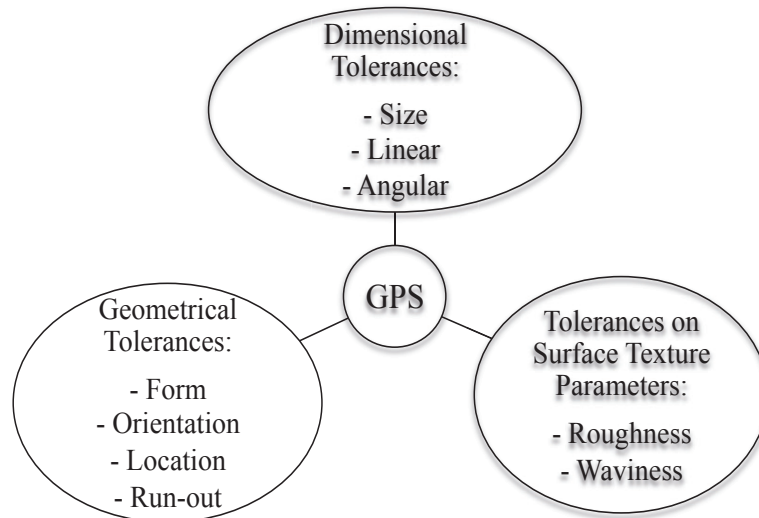 Dimensional
Tolerances:
- Size
- Linear
- Angular
GPS
Geometrical
Tolerances:
- Form
- Orientation
- Location
- Run-out
Tolerances on
Surface Texture
Parameters:
- Roughness
- Waviness